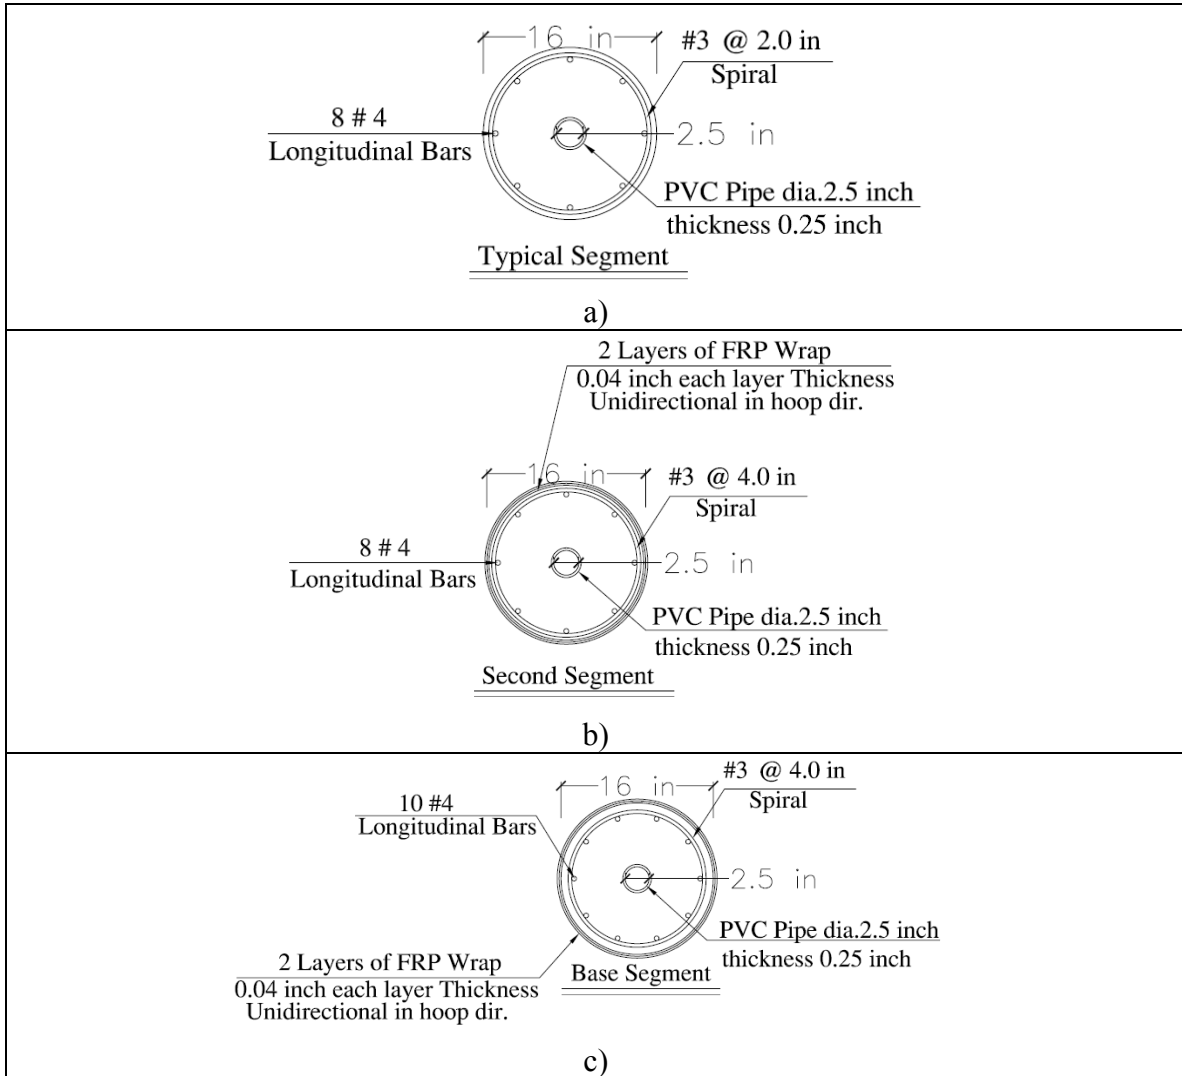 16 in
#3 @ 2.0 in
Spiral
8 # 4
Longitudinal Bars
2.5 in
PVC Pipe dia.2.5 inch
thickness 0.25 inch
Typical Segment
a)
2 Layers of FRP Wrap
0.04 inch each layer Thickness
Unidirectional in hoop dir.
16 in
#3 @ 4.0 in
Spiral
8 # 4
Longitudinal Bars
2.5 in
PVC Pipe dia.2.5 inch
thickness 0.25 inch
Second Segment
b)
16 in
#3 @ 4.0 in
Spiral
10 #4
Longitudinal Bars
2.5 in
PVC Pipe dia.2.5 inch
thickness 0.25 inch
2 Layers of FRP Wrap
0.04 inch each layer Thickness
Unidirectional in hoop dir.
Base Segment
c)